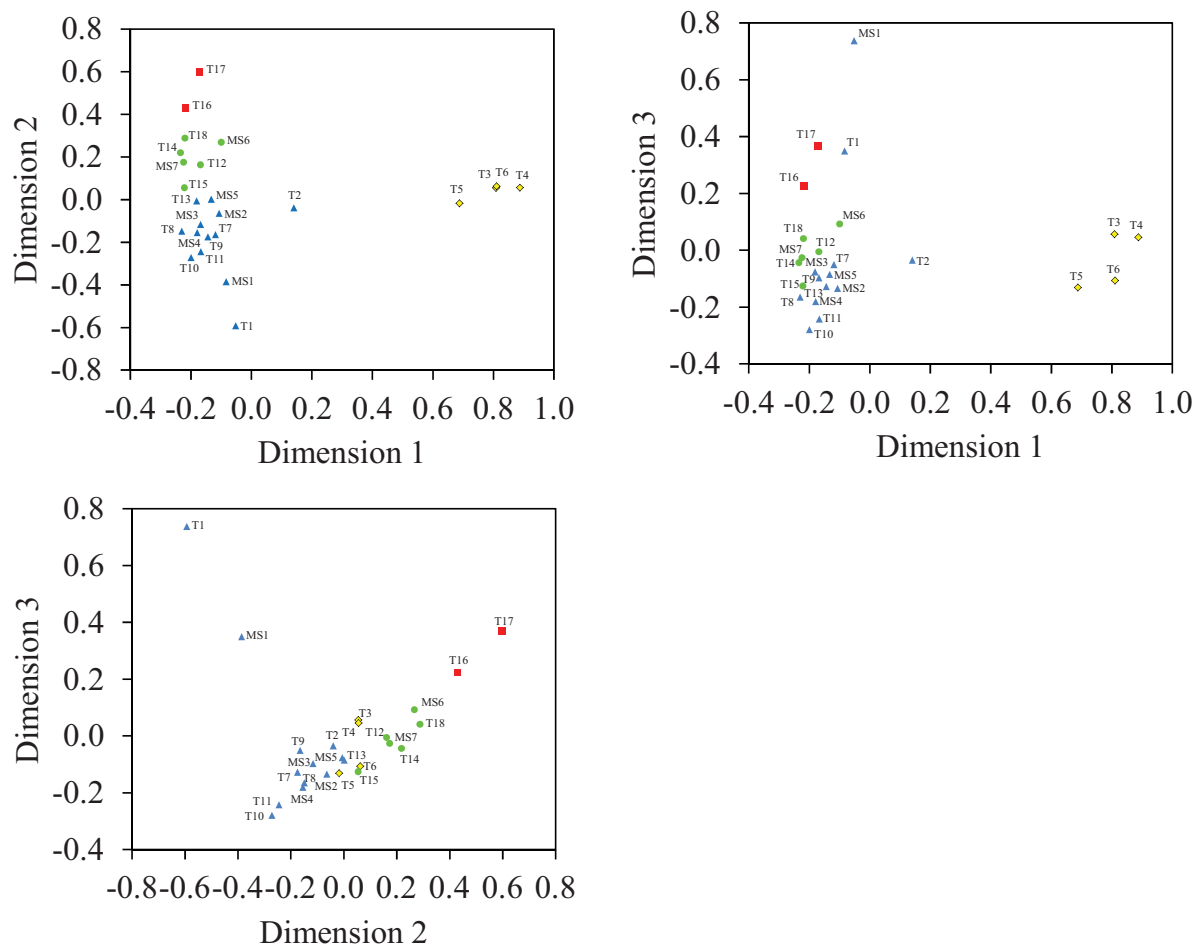 0.8
0.6
0.4
0.2
0.0
-0.2
-0.4
-0.6
-0.8
Dimension 2
T17
T16
T18
MS6
T14
MS7
T12
T15
T13
MS5
MS3
MS2
T8
T7
MS4
T9
T11
T10
MS1
T1
T2
T3
T6
T4
T5
-0.4 -0.2 0.0 0.2 0.4 0.6 0.8 1.0
Dimension 1
0.8
0.6
0.4
0.2
0.0
-0.2
-0.4
Dimension 3
MS1
T17
T1
T16
MS6
T18
T12
MS7
T14
MS3
T7
T9
MS5
T15
T13
MS2
T8
MS4
T11
T10
T2
T3
T4
T5
T6
-0.4 -0.2 0.0 0.2 0.4 0.6 0.8 1.0
Dimension 1
0.8
0.6
0.4
0.2
0.0
-0.2
-0.4
Dimension 3
T1
MS1
T17
T16
MS6
T3
T18
T4
T12
MS7
T9
T2
T14
MS3
MS5
T13
T7
T8
T6
MS2
T5
T15
MS4
T11
T10
-0.8 -0.6 -0.4 -0.2 0.0 0.2 0.4 0.6 0.8
Dimension 2